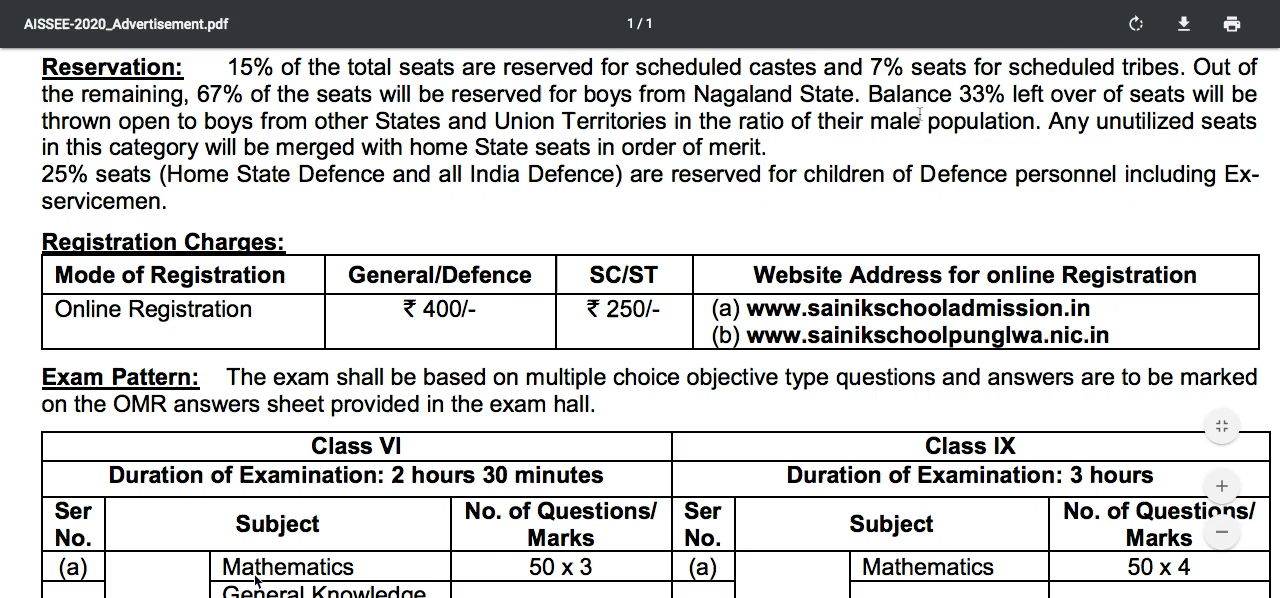 AISSEE-2020_Advertisement.pdf 1 / 1
Reservation: 15% of the total seats are reserved for scheduled castes and 7% seats for scheduled tribes. Out of
the remaining, 67% of the seats will be reserved for boys from Nagaland State. Balance 33% left over of seats will be
thrown open to boys from other States and Union Territories in the ratio of their male population. Any unutilized seats
in this category will be merged with home State seats in order of merit.
25% seats (Home State Defence and all India Defence) are reserved for children of Defence personnel including Ex-
servicemen.
Registration Charges:
Mode of Registration General/Defence SC/ST Website Address for online Registration
Online Registration ₹ 400/- ₹ 250/- (a) www.sainikschooladmission.in
(b) www.sainikschoolpunglwa.nic.in
Exam Pattern: The exam shall be based on multiple choice objective type questions and answers are to be marked
on the OMR answers sheet provided in the exam hall.
Class VI Class IX
Duration of Examination: 2 hours 30 minutes Duration of Examination: 3 hours
Ser No. of Questions/ Ser No. of Questions/
Subject Subject
No. Marks No. Marks
(a) Mathematics 50 x 3 (a) Mathematics 50 x 4
General Knowledge